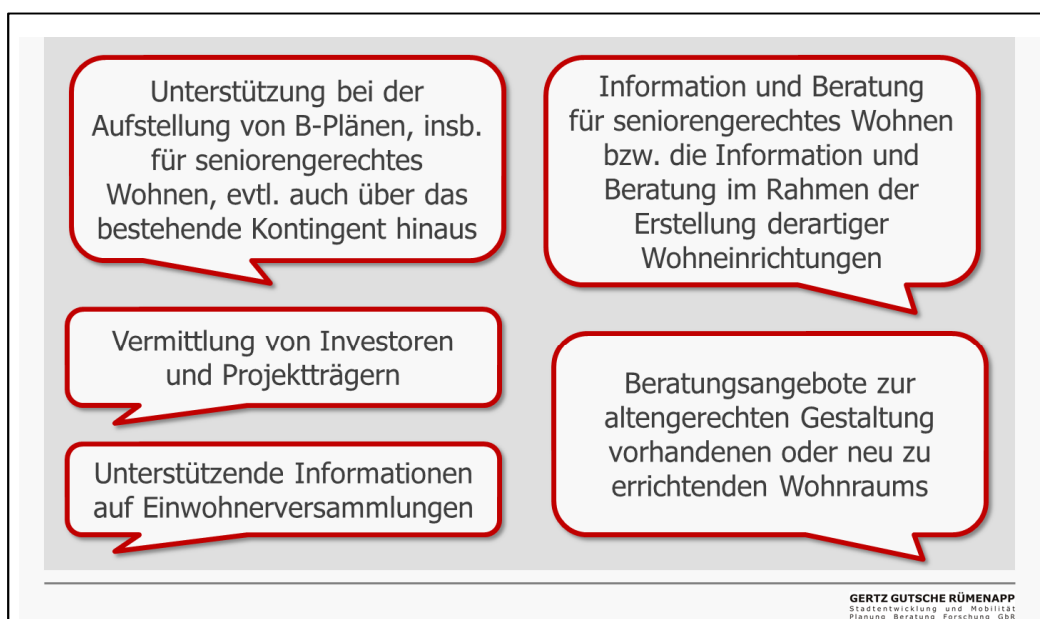 Unterstützung bei der
Aufstellung von B-Plänen, insb.
für seniorengerechtes
Wohnen, evtl. auch über das
bestehende Kontingent hinaus
Vermittlung von Investoren
und Projektträgern
Unterstützende Informationen
auf Einwohnerversammlungen
Information und Beratung
für seniorengerechtes Wohnen
bzw. die Information und
Beratung im Rahmen der
Erstellung derartiger
Wohneinrichtungen
Beratungsangebote zur
altengerechten Gestaltung
vorhandenen oder neu zu
errichtenden Wohnraums
GERTZ GUTSCHE RÜMENAPP
Stadtentwicklung und Mobilität
Planung Beratung Forschung GbR